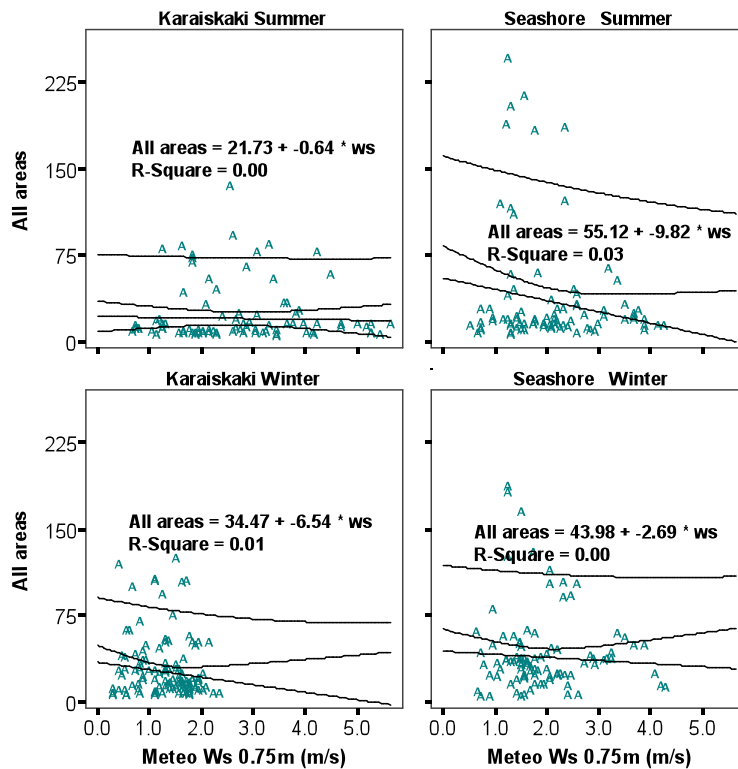 Karaiskaki Summer
Seashore Summer
All areas
225
150
75
0
All areas = 21.73 + -0.64 * ws
R-Square = 0.00
All areas = 55.12 + -9.82 * ws
R-Square = 0.03
Karaiskaki Winter
Seashore Winter
All areas
225
150
75
0
All areas = 34.47 + -6.54 * ws
R-Square = 0.01
All areas = 43.98 + -2.69 * ws
R-Square = 0.00
0.0 1.0 2.0 3.0 4.0 5.0
0.0 1.0 2.0 3.0 4.0 5.0
Meteo Ws 0.75m (m/s)
Meteo Ws 0.75m (m/s)